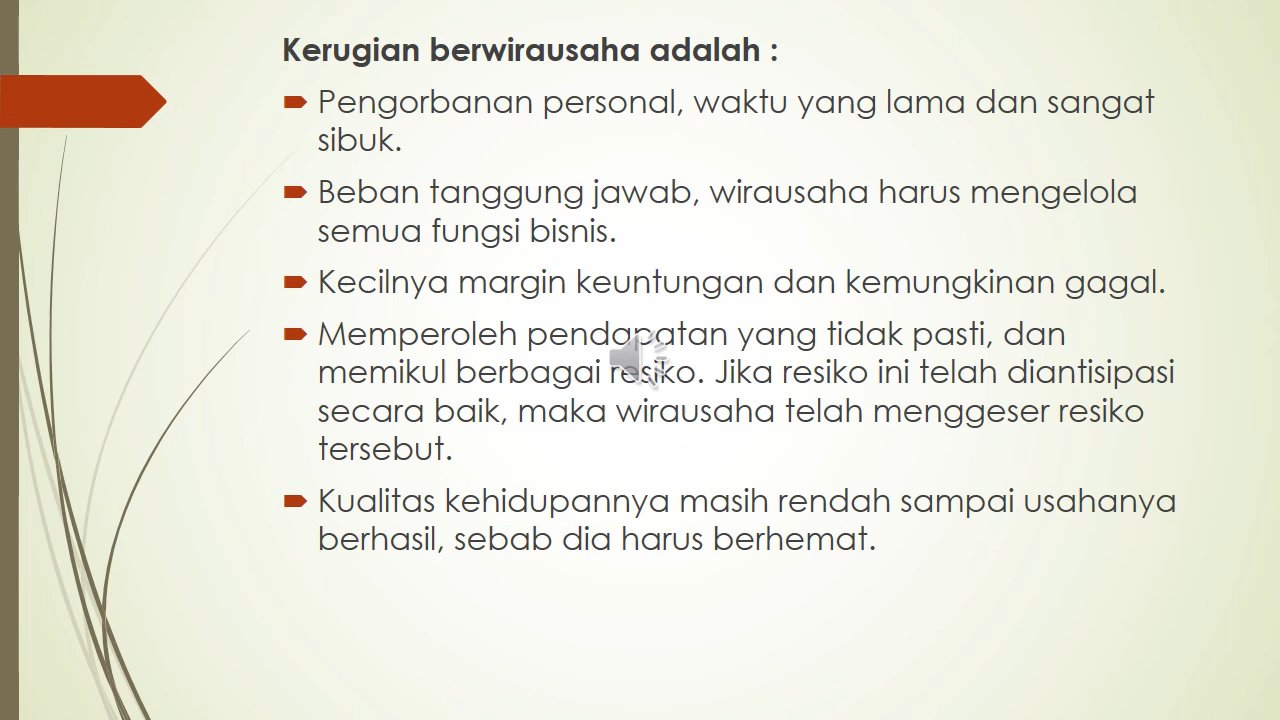 Kerugian berwirausaha adalah :
Pengorbanan personal, waktu yang lama dan sangat
sibuk.
Beban tanggung jawab, wirausaha harus mengelola
semua fungsi bisnis.
Kecilnya margin keuntungan dan kemungkinan gagal.
Memperoleh pendapatan yang tidak pasti, dan
memikul berbagai resiko. Jika resiko ini telah diantisipasi
secara baik, maka wirausaha telah menggeser resiko
tersebut.
Kualitas kehidupannya masih rendah sampai usahanya
berhasil, sebab dia harus berhemat.